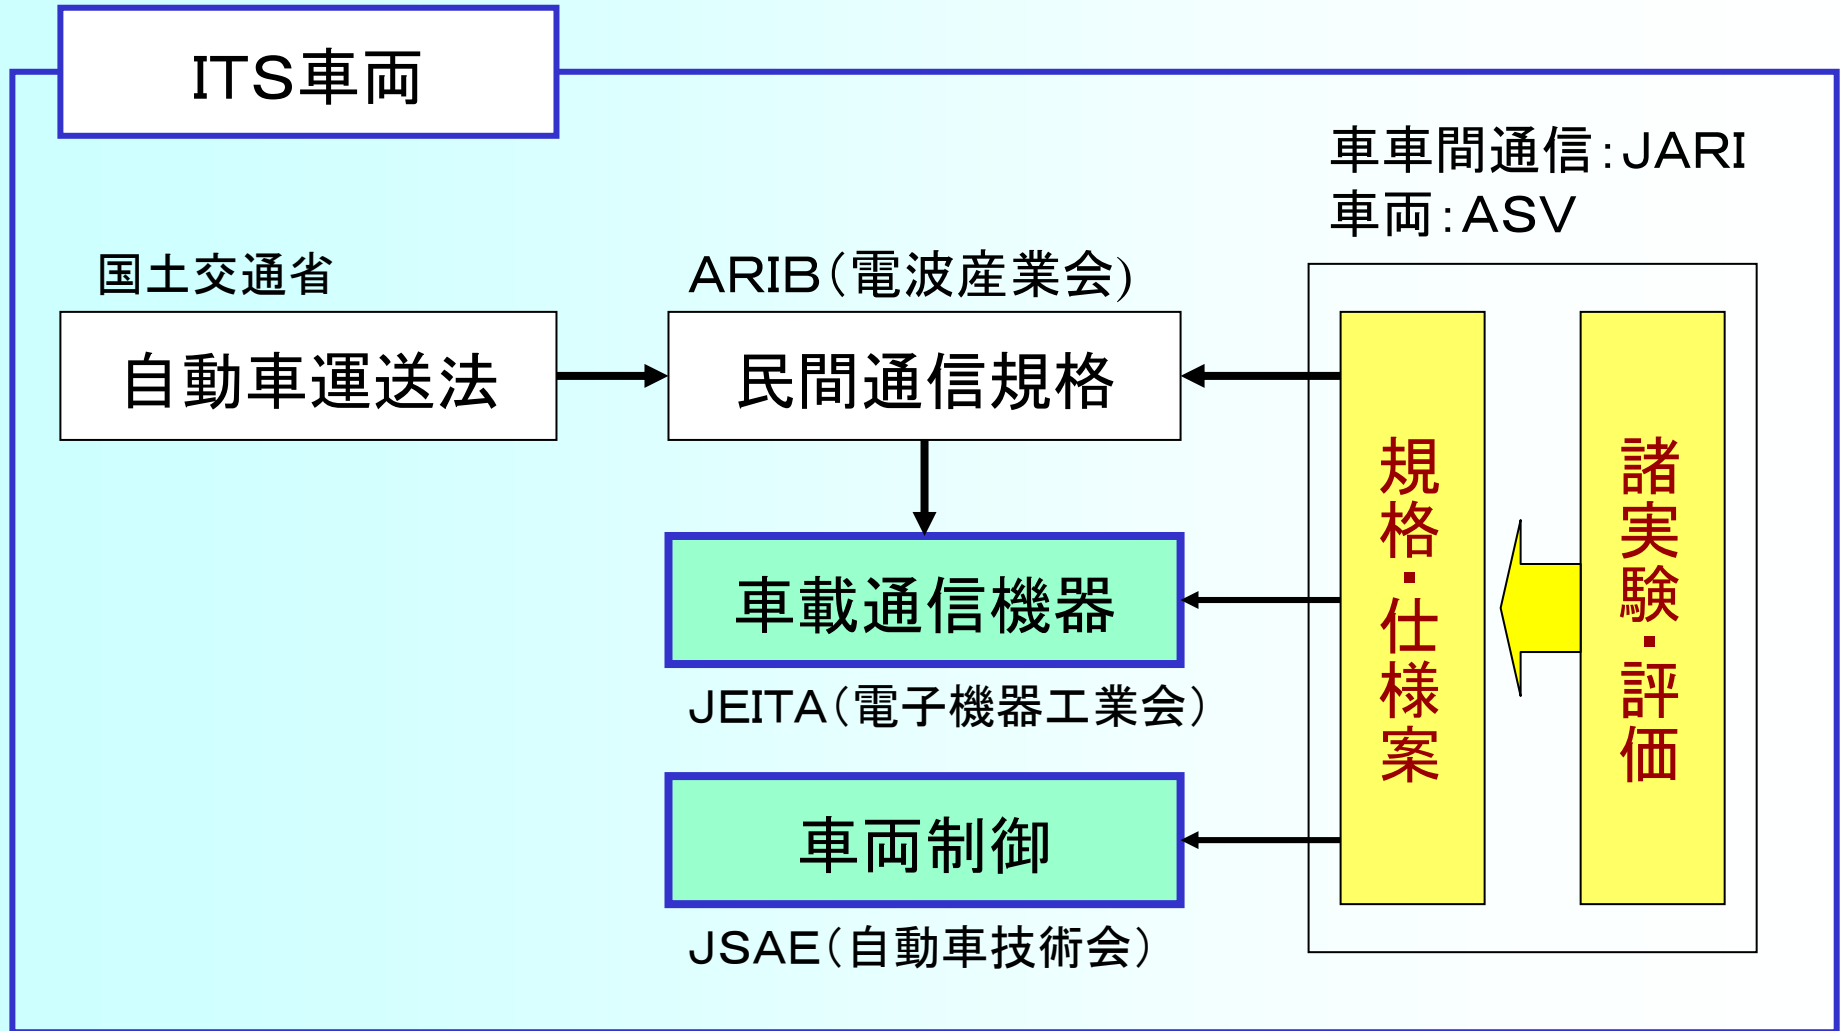 ITS車両
車車間通信：JARI
車両：ASV
国土交通省
自動車運送法
ARIB（電波産業会)
民間通信規格
車載通信機器
JEITA（電子機器工業会）
車両制御
JSAE（自動車技術会）
規格・仕様案
諸実験・評価